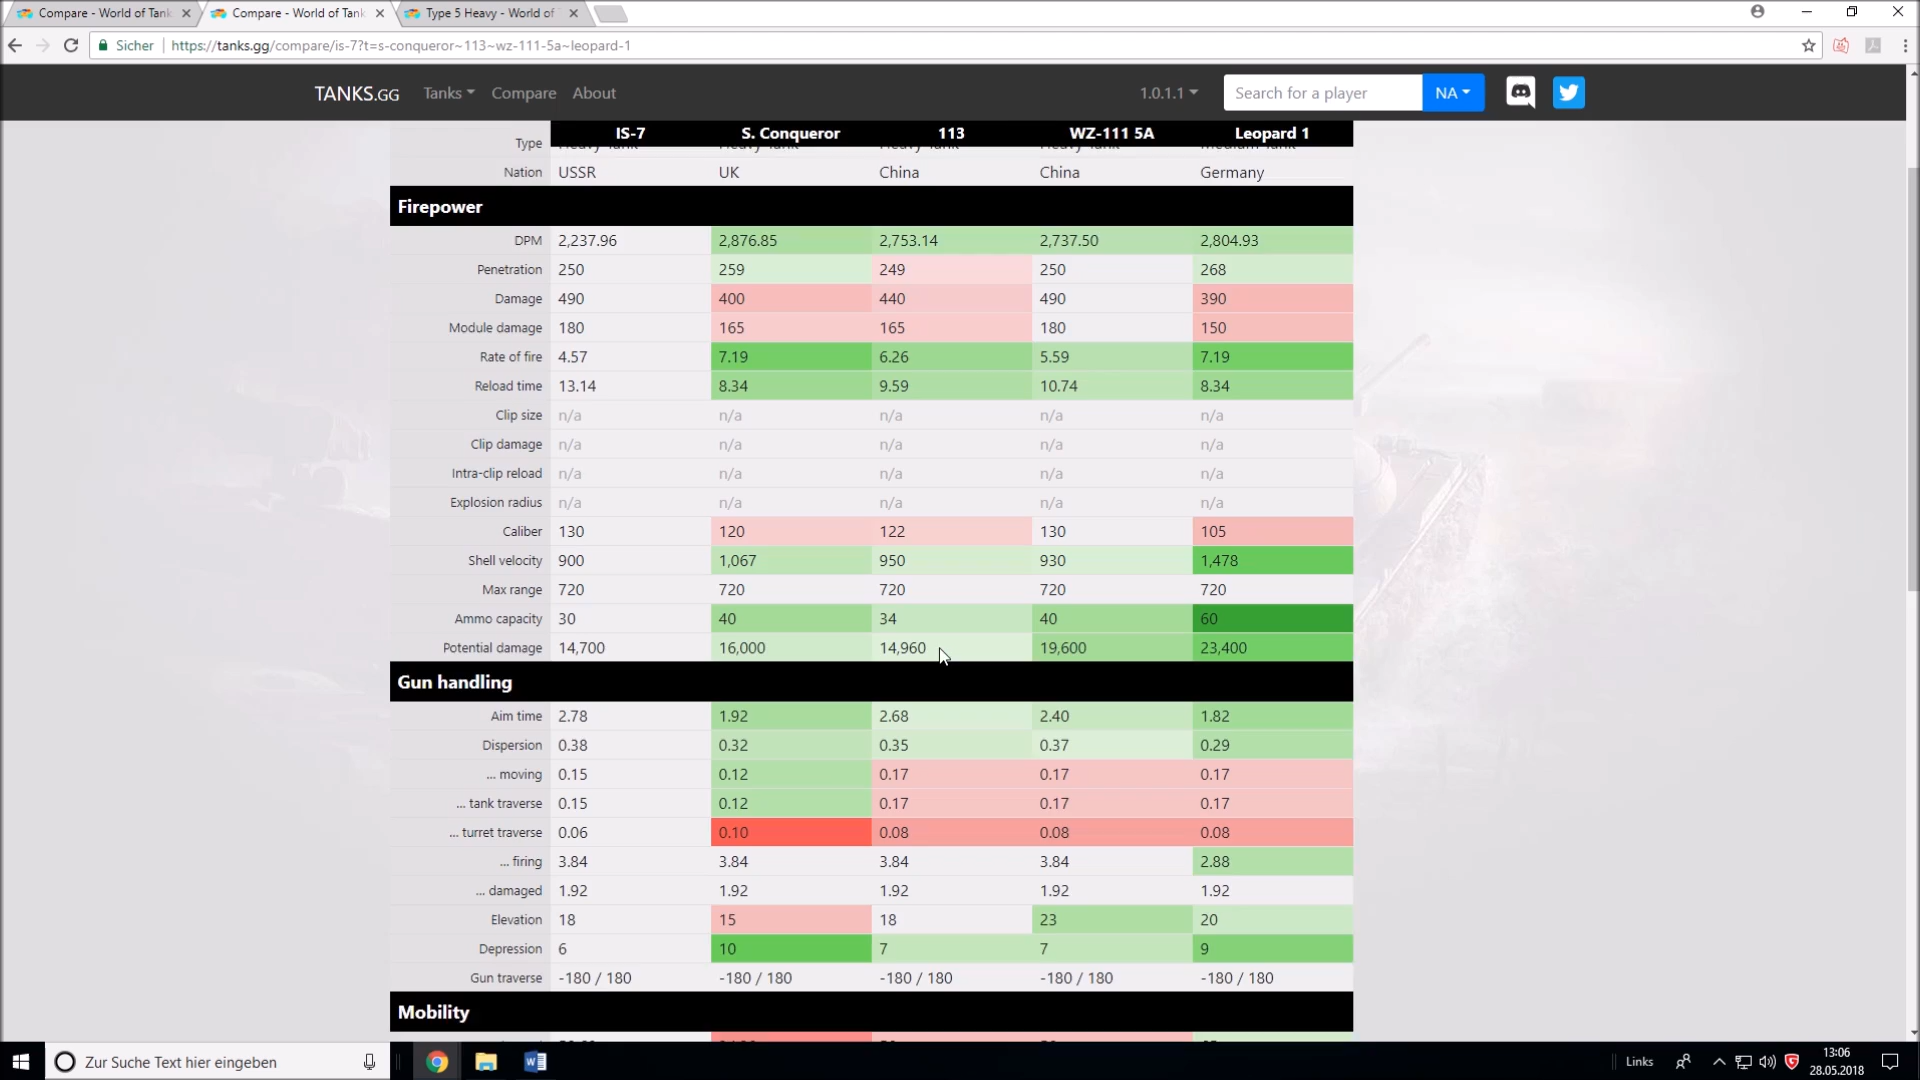 Compare - World of Tank
Compare - World of Tank
Type 5 Heavy - World of
Sicher https://tanks.gg/compare/is-7?t=s-conqueror~113~wz-111-5a~leopard-1
TANKS.GG Tanks Compare About 1.0.1.1 Search for a player NA
IS-7 S. Conqueror 113 WZ-111 5A Leopard 1
Type Heavy Tank Heavy Tank Heavy Tank Heavy Tank Medium Tank
Nation USSR UK China China Germany
Firepower
DPM 2,237.96 2,876.85 2,753.14 2,737.50 2,804.93
Penetration 250 259 249 250 268
Damage 490 400 440 490 390
Module damage 180 165 165 180 150
Rate of fire 4.57 7.19 6.26 5.59 7.19
Reload time 13.14 8.34 9.59 10.74 8.34
Clip size n/a n/a n/a n/a n/a
Clip damage n/a n/a n/a n/a n/a
Intra-clip reload n/a n/a n/a n/a n/a
Explosion radius n/a n/a n/a n/a n/a
Caliber 130 120 122 130 105
Shell velocity 900 1,067 950 930 1,478
Max range 720 720 720 720 720
Ammo capacity 30 40 34 40 60
Potential damage 14,700 16,000 14,960 19,600 23,400
Gun handling
Aim time 2.78 1.92 2.68 2.40 1.82
Dispersion 0.38 0.32 0.35 0.37 0.29
... moving 0.15 0.12 0.17 0.17 0.17
... tank traverse 0.15 0.12 0.17 0.17 0.17
... turret traverse 0.06 0.10 0.08 0.08 0.08
... firing 3.84 3.84 3.84 3.84 2.88
... damaged 1.92 1.92 1.92 1.92 1.92
Elevation 18 15 18 23 20
Depression 6 10 7 7 9
Gun traverse -180 / 180 -180 / 180 -180 / 180 -180 / 180 -180 / 180
Mobility
Zur Suche Text hier eingeben
Links
13:06
28.05.2018